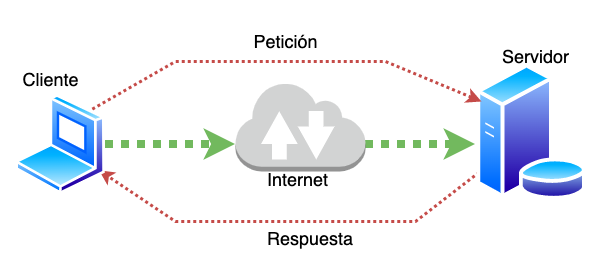 Petición
Servidor
Cliente
Internet
Respuesta